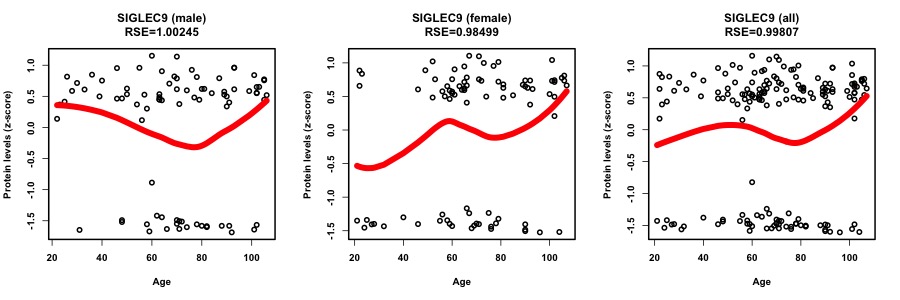 SIGLEC9 (male)
RSE=1.00245
Protein levels (z-score)
1.0
0.5
0.0
-0.5
-1.0
-1.5
20 40 60 80 100
Age
SIGLEC9 (female)
RSE=0.98499
Protein levels (z-score)
1.0
0.5
0.0
-0.5
-1.0
-1.5
20 40 60 80 100
Age
SIGLEC9 (all)
RSE=0.99807
Protein levels (z-score)
1.0
0.5
0.0
-0.5
-1.0
-1.5
20 40 60 80 100
Age